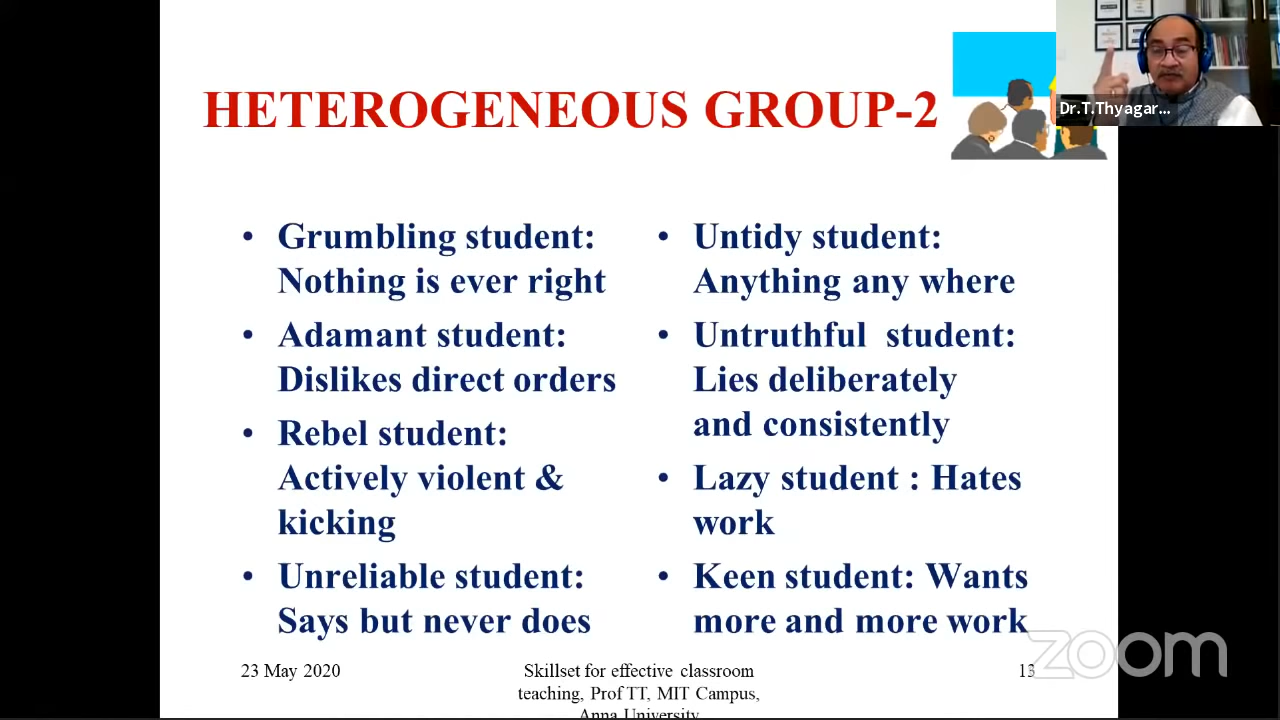 HETEROGENEOUS GROUP-2
Dr.T.Thyagar...
• Grumbling student:
Nothing is ever right
• Adamant student:
Dislikes direct orders
• Rebel student:
Actively violent &
kicking
• Unreliable student:
Says but never does
• Untidy student:
Anything any where
• Untruthful student:
Lies deliberately
and consistently
• Lazy student : Hates
work
• Keen student: Wants
more and more work
23 May 2020
Skillset for effective classroom
teaching, Prof TT, MIT Campus,
Anna University
13
zoom